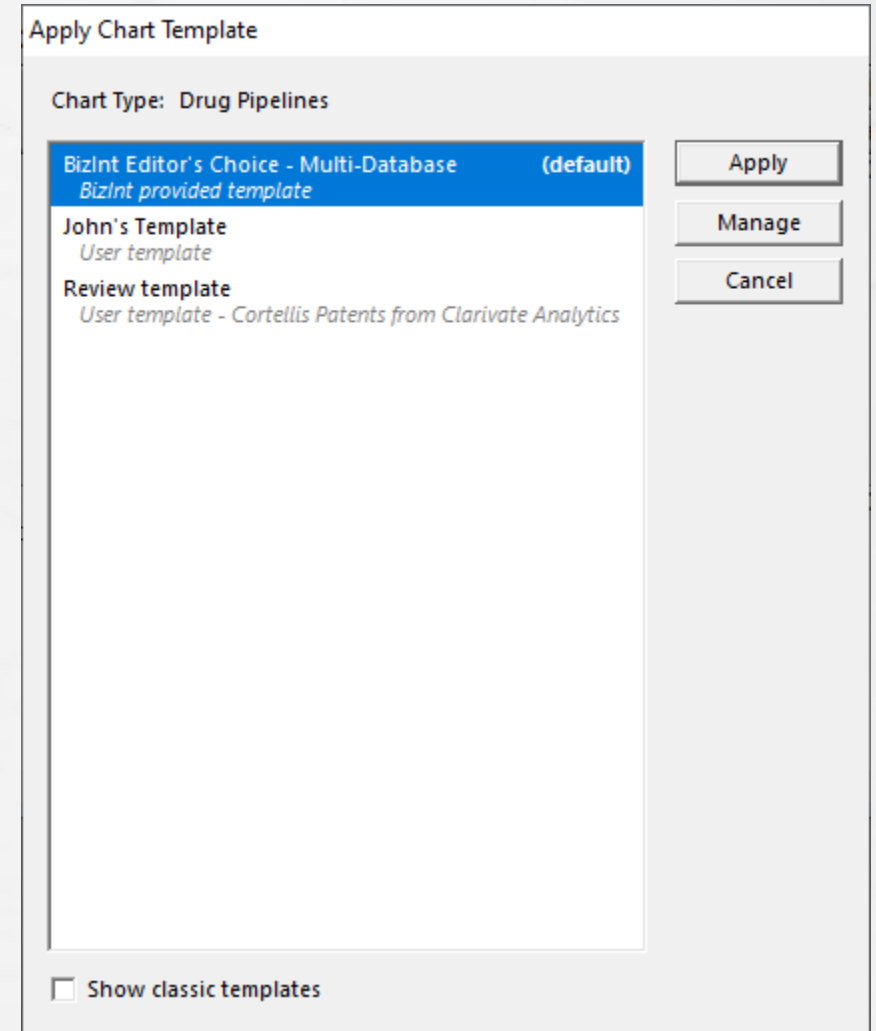 Apply Chart Template
Chart Type: Drug Pipelines
BizInt Editor's Choice - Multi-Database (default)
BizInt provided template
John's Template
User template
Review template
User template - Cortellis Patents from Clarivate Analytics
Apply
Manage
Cancel
Show classic templates